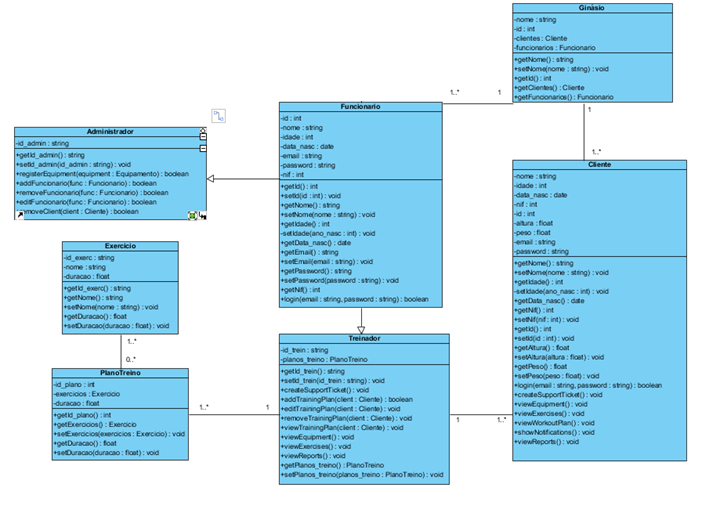 Ginásio
-nome : string
-id : int
-clientes : Cliente
-funcionarios : Funcionario
+getNome() : string
+setNome(nome : string) : void
+getId() : int
+getClientes() : Cliente
+getFuncionarios() : Funcionario
1..*
1
1
1..*
Funcionario
-id : int
-nome : string
-idade : int
-data_nasc : date
-email : string
-password : string
-nif : int
+getId() : int
+setId(id : int) : void
+getNome() : string
+setNome(nome : string) : void
+getIdade() : int
-setIdade(ano_nasc : int) : void
+getData_nasc() : date
+getEmail() : string
+setEmail(email : string) : void
+getPassword() : string
+setPassword(password : string) : void
+getNif() : int
+login(email : string, password : string) : boolean
Administrador
-id_admin : string
+getId_admin() : string
+setId_admin(id_admin : string) : void
+registerEquipment(equipment : Equipamento) : boolean
+addFuncionario(func : Funcionario) : boolean
+removeFuncionario(func : Funcionario) : boolean
+editFuncionario(func : Funcionario) : boolean
moveClient(client : Cliente) : boolean
Cliente
-nome : string
-idade : int
-data_nasc : date
-nif : int
-id : int
-altura : float
-peso : float
-email : string
-password : string
+getNome() : string
+setNome(nome : string) : void
+getIdade() : int
-setIdade(ano_nasc : int) : void
+getData_nasc() : date
+getNif() : int
+setNif(nif : int) : void
+getId() : int
+setId(id : int) : void
+getAltura() : float
+setAltura(altura : float) : void
+getPeso() : float
+setPeso(peso : float) : void
+login(email : string, password : string) : boolean
+createSupportTicket() : void
+viewEquipment() : void
+viewExercises() : void
+viewWorkoutPlan() : void
+showNotifications() : void
+viewReports() : void
Exercício
-id_exerc : string
-nome : string
-duracao : float
+getId_exerc() : string
+getNome() : string
+setNome(nome : string) : void
+getDuracao() : float
+setDuracao(duracao : float) : void
1..*
0..*
PlanoTreino
-id_plano : int
-exercicios : Exercicio
-duracao : float
+getId_plano() : int
+getExercicios() : Exercicio
+setExercicios(exercicios : Exercicio) : void
+getDuracao() : float
+setDuracao(duracao : float) : void
1..*
1
Treinador
-id_trein : string
-planos_treino : PlanoTreino
+getId_trein() : string
+setId_trein(id_trein : string) : void
+createSupportTicket() : void
+addTrainingPlan(client : Cliente) : boolean
+editTrainingPlan(client : Cliente) : void
+removeTrainingPlan(client : Cliente) : void
+viewTrainingPlan(client : Cliente) : void
+viewEquipment() : void
+viewExercises() : void
+viewReports() : void
+getPlanos_treino() : PlanoTreino
+setPlanos_treino(planos_treino : PlanoTreino) : void
1
1..*